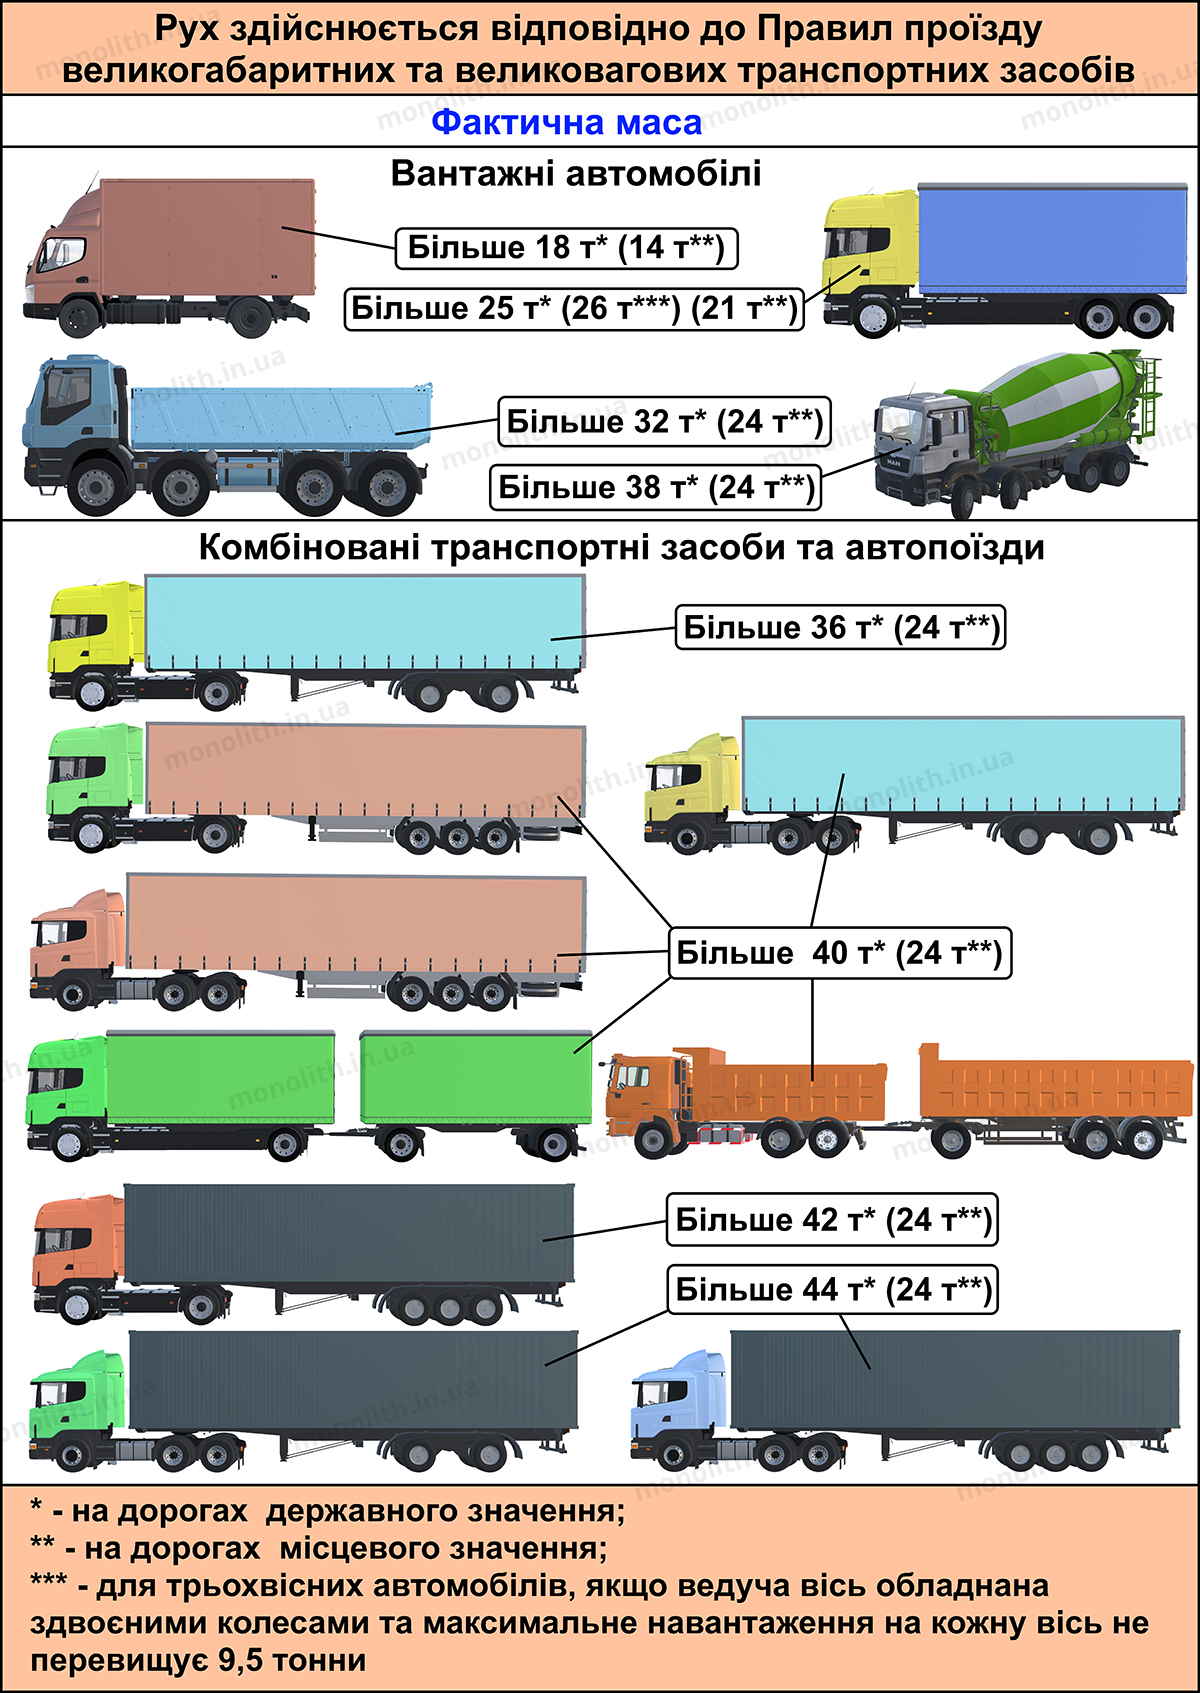 Рух здійснюється відповідно до Правил проїзду
великогабаритних та великовагових транспортних засобів
Фактична маса
Вантажні автомобілі
Більше 18 т* (14 т**)
Більше 25 т* (26 т***) (21 т**)
Більше 32 т* (24 т**)
Більше 38 т* (24 т**)
Комбіновані транспортні засоби та автопоїзди
Більше 36 т* (24 т**)
Більше 40 т* (24 т**)
Більше 42 т* (24 т**)
Більше 44 т* (24 т**)
* - на дорогах державного значення;
** - на дорогах місцевого значення;
*** - для трьохвісних автомобілів, якщо ведуча вісь обладнана
здвоєними колесами та максимальне навантаження на кожну вісь не
перевищує 9,5 тонни
monolith.in.ua